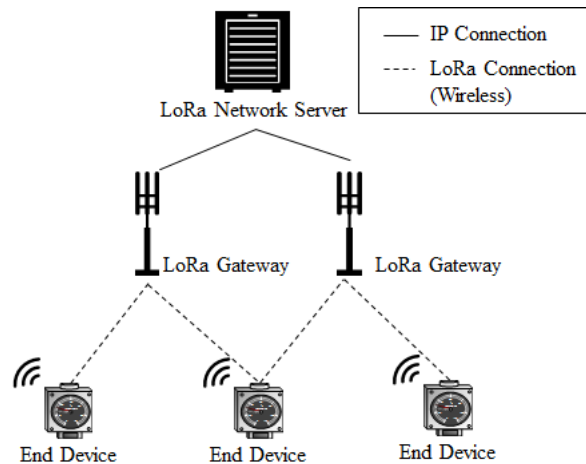 IP Connection
LoRa Connection
(Wireless)
LoRa Network Server
LoRa Gateway
LoRa Gateway
End Device
End Device
End Device